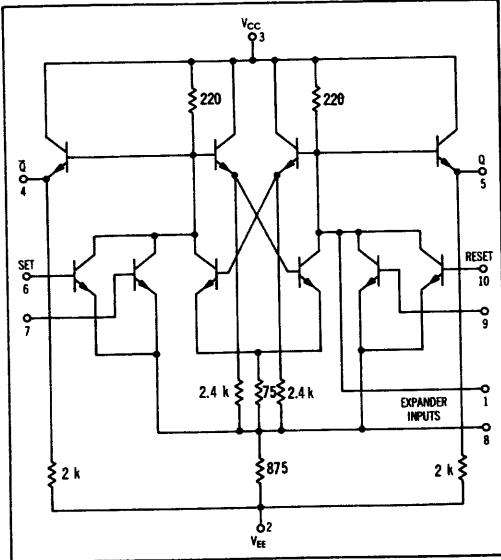 VCC
3
220
220
Q̅
4
Q
5
SET
6
7
RESET
10
9
2.4 k
75
2.4 k
EXPANDER
INPUTS
1
8
2 k
875
2 k
2
VEE